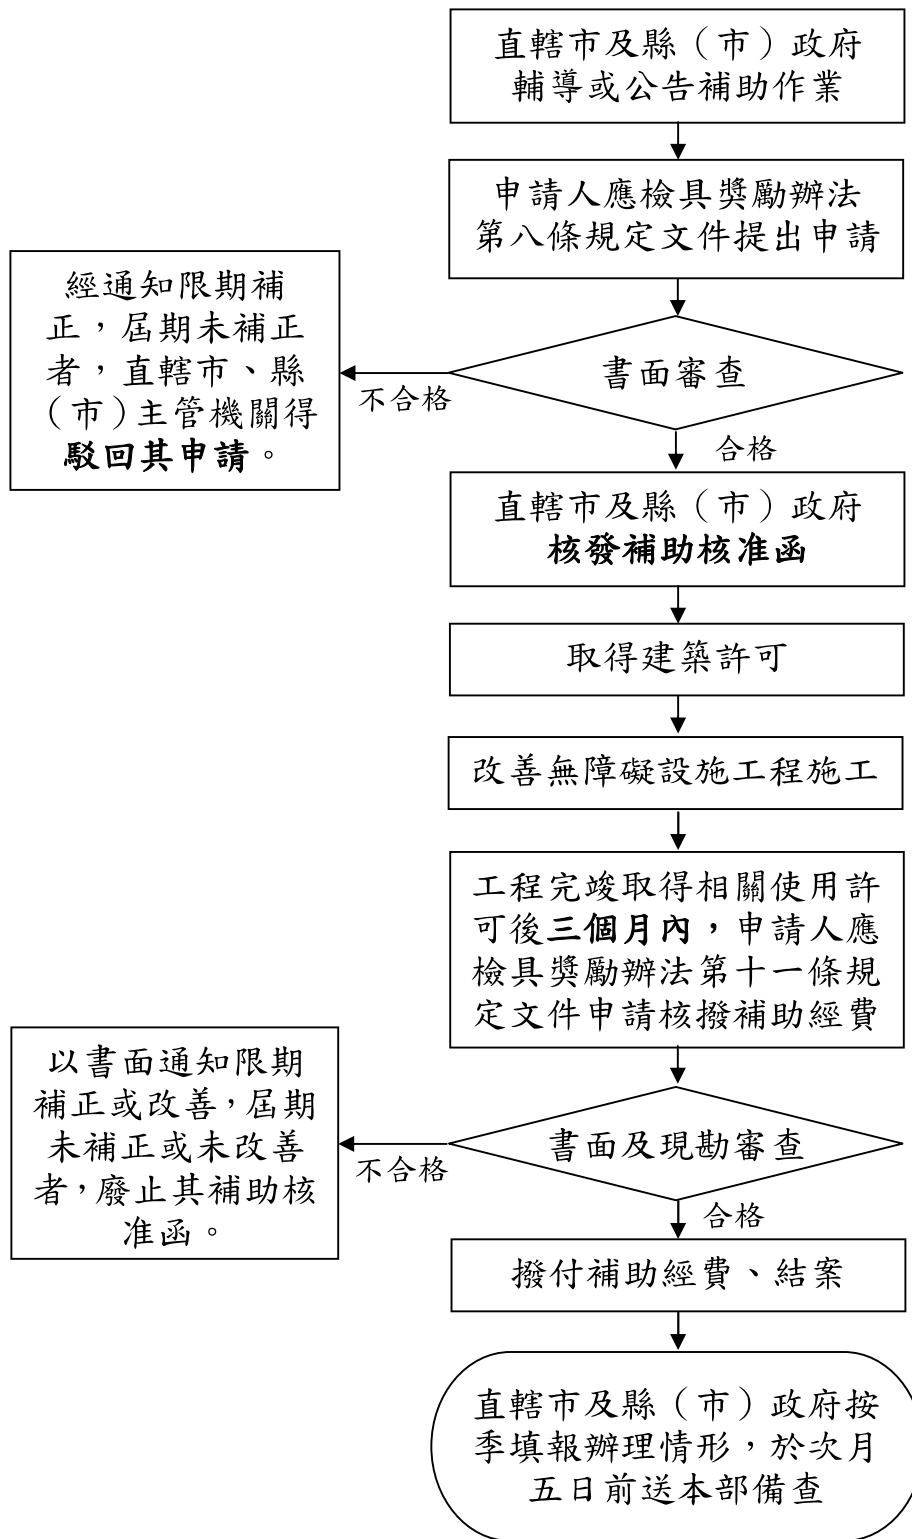 直轄市及縣（市）政府
輔導或公告補助作業
申請人應檢具獎勵辦法
第八條規定文件提出申請
書面審查
不合格
經通知限期補
正，屆期未補正
者，直轄市、縣
（市）主管機關得
駁回其申請。
合格
直轄市及縣（市）政府
核發補助核准函
取得建築許可
改善無障礙設施工程施工
工程完竣取得相關使用許
可後三個月內，申請人應
檢具獎勵辦法第十一條規
定文件申請核撥補助經費
書面及現勘審查
不合格
以書面通知限期
補正或改善，屆期
未補正或未改善
者，廢止其補助核
准函。
合格
撥付補助經費、結案
直轄市及縣（市）政府按
季填報辦理情形，於次月
五日前送本部備查